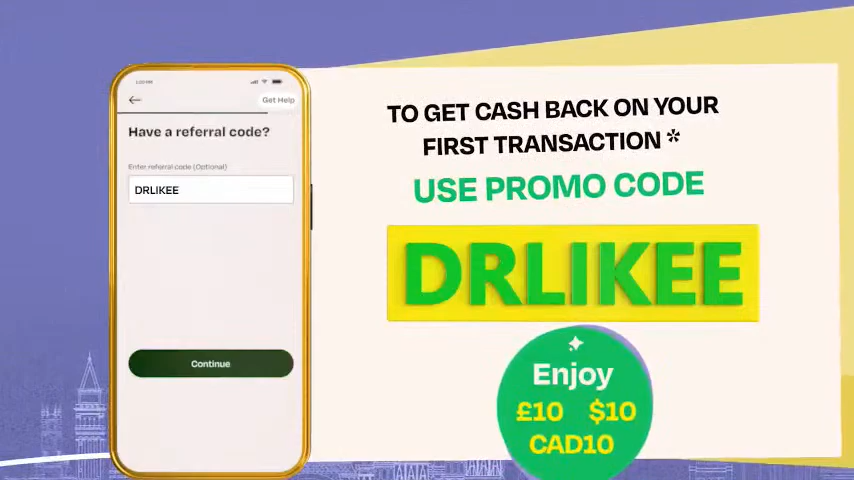 Get Help
Have a referral code?
Enter referral code (Optional)
DRLIKEE
Continue
TO GET CASH BACK ON YOUR
FIRST TRANSACTION *
USE PROMO CODE
DRLIKEE
Enjoy
£10 $10
CAD10